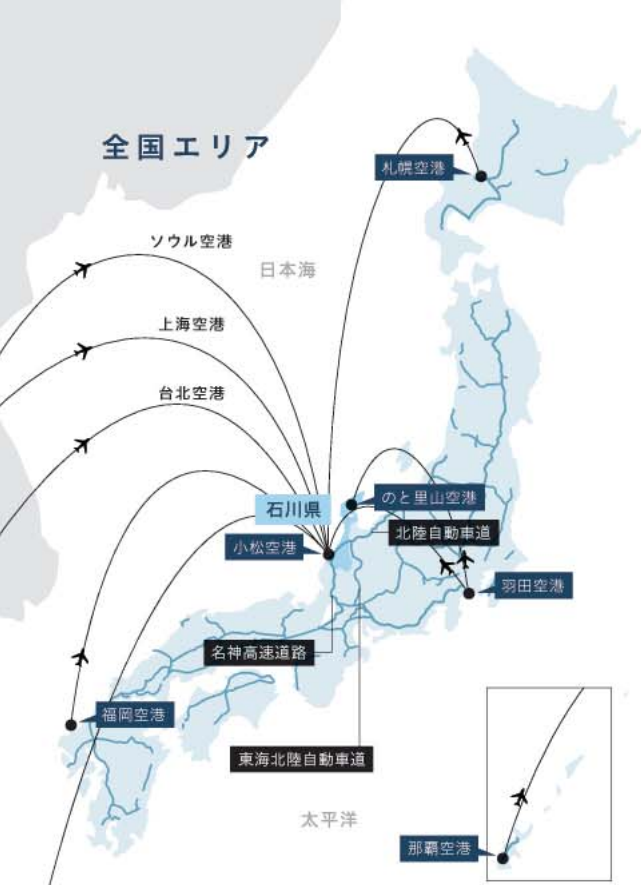 全国エリア
札幌空港
ソウル空港
日本海
上海空港
台北空港
のと里山空港
石川県
北陸自動車道
小松空港
羽田空港
名神高速道路
福岡空港
東海北陸自動車道
太平洋
那覇空港